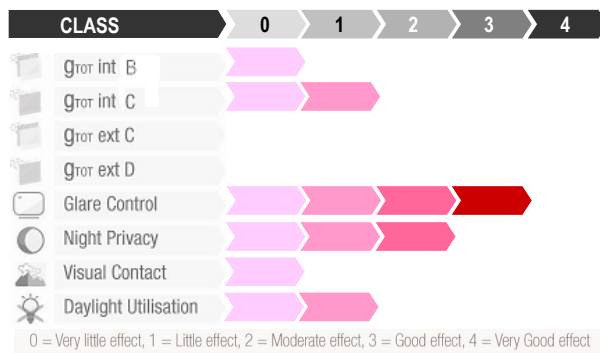 CLASS 0 1 2 3 4
gTOT int B
gTOT int C
gTOT ext C
gTOT ext D
Glare Control
Night Privacy
Visual Contact
Daylight Utilisation
0 = Very little effect, 1 = Little effect, 2 = Moderate effect, 3 = Good effect, 4 = Very Good effect